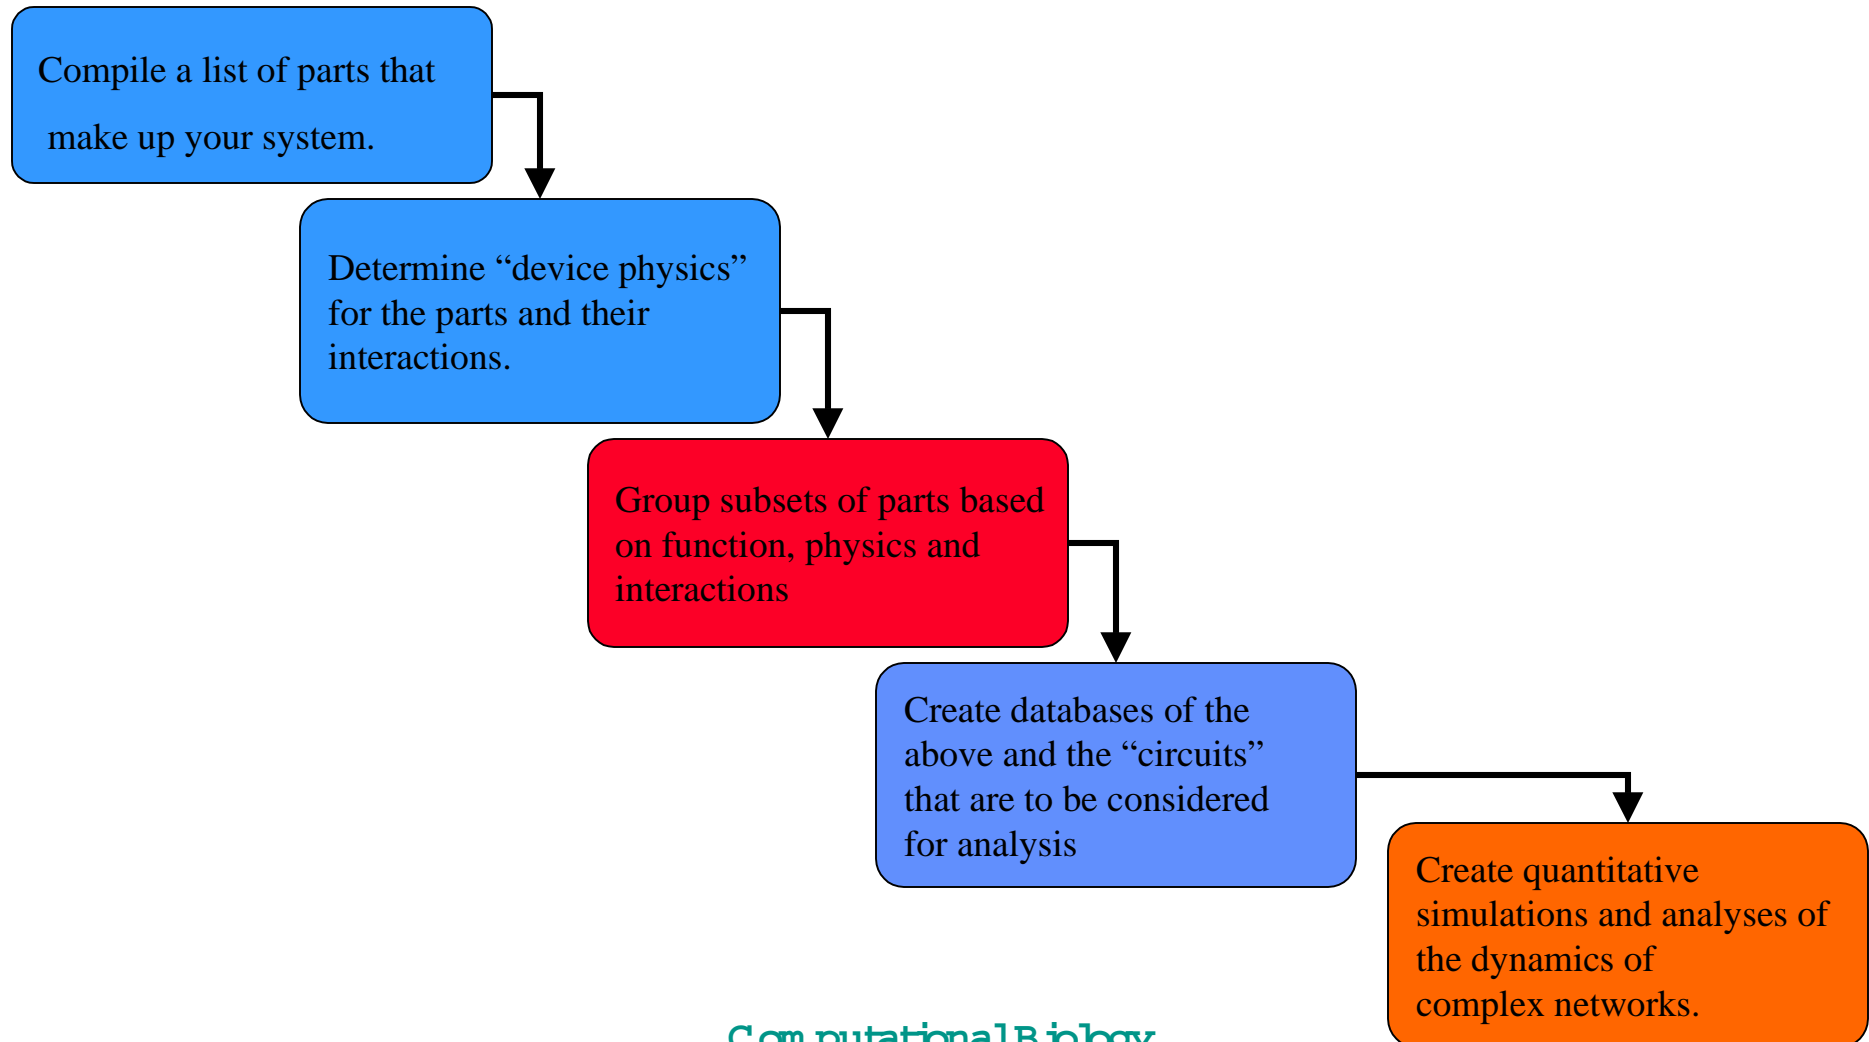 Compile a list of parts that
make up your system.
Determine “device physics”
for the parts and their
interactions.
Group subsets of parts based
on function, physics and
interactions
Create databases of the
above and the “circuits”
that are to be considered
for analysis
Create quantitative
simulations and analyses of
the dynamics of
complex networks.
Computational Biology